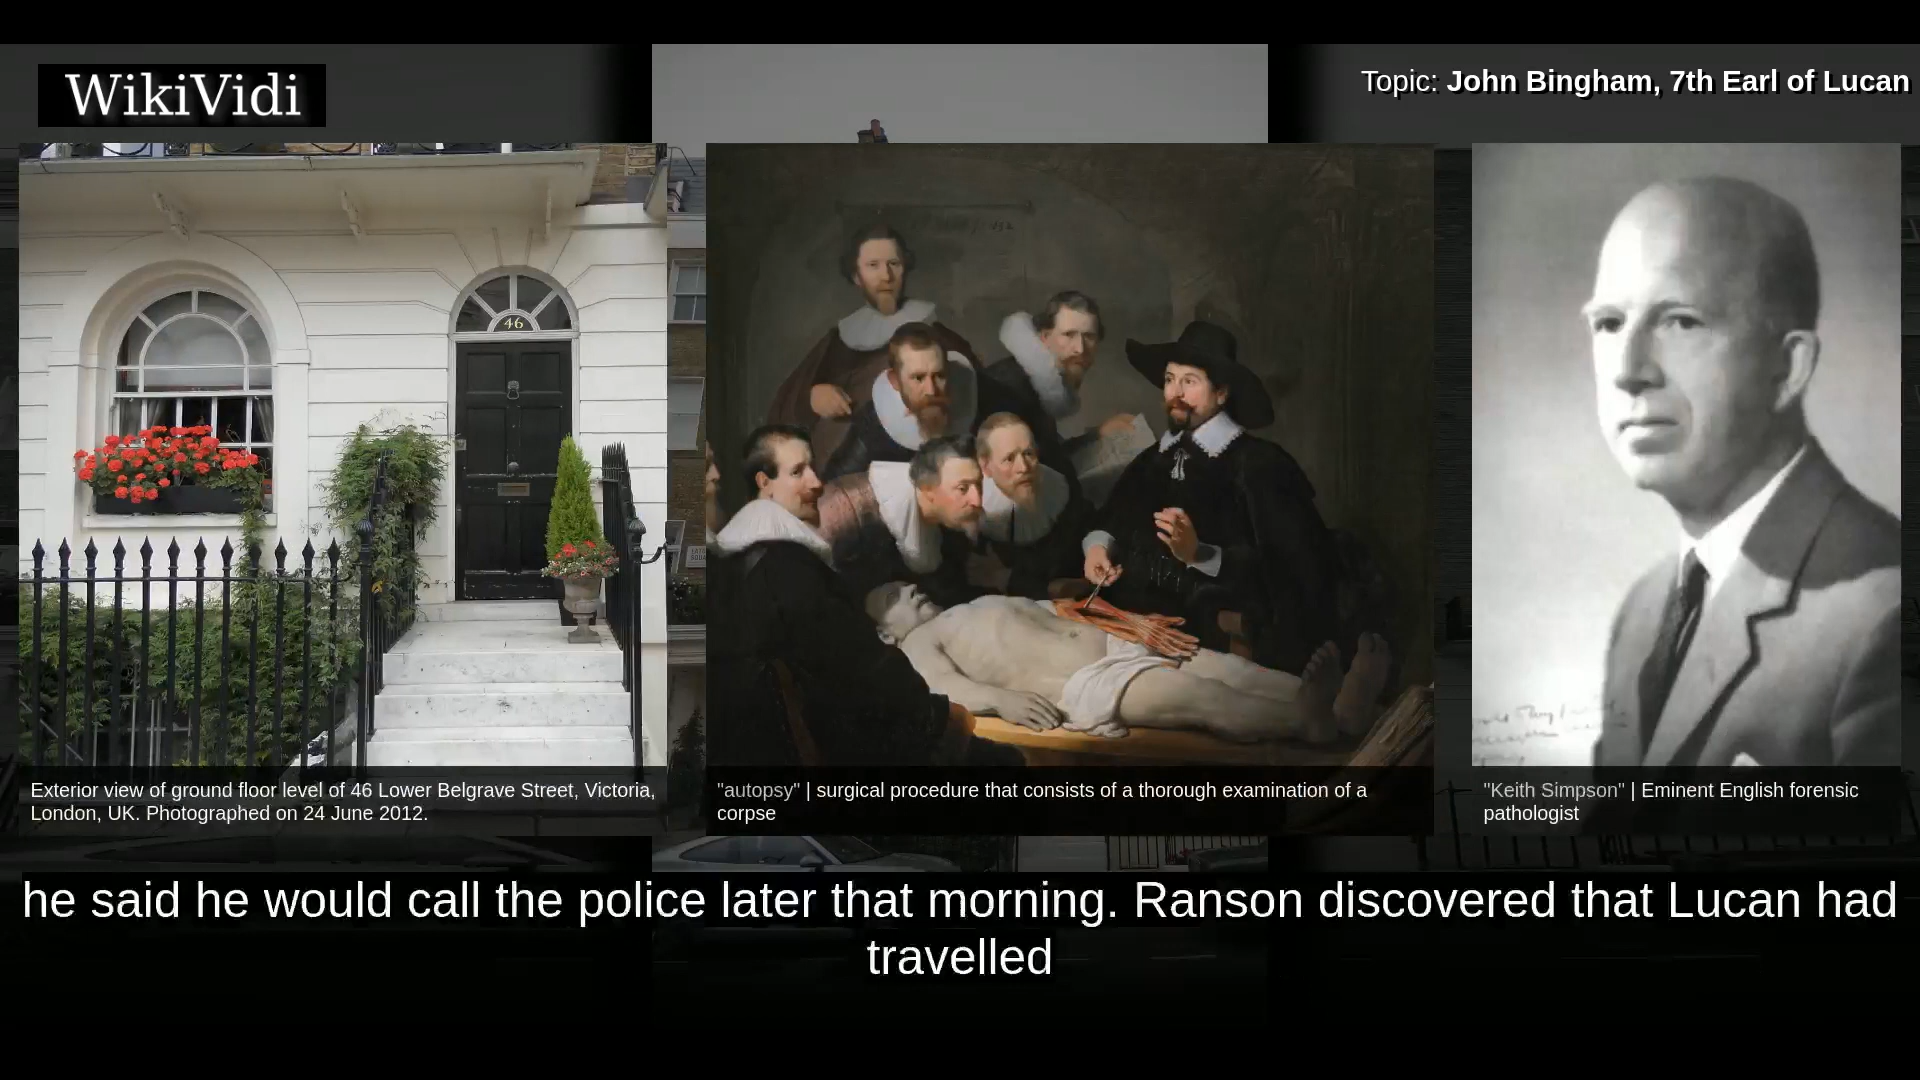 WikiVidi
Topic: John Bingham, 7th Earl of Lucan
46
Exterior view of ground floor level of 46 Lower Belgrave Street, Victoria,
London, UK. Photographed on 24 June 2012.
"autopsy" | surgical procedure that consists of a thorough examination of a
corpse
"Keith Simpson" | Eminent English forensic
pathologist
he said he would call the police later that morning. Ranson discovered that Lucan had
travelled